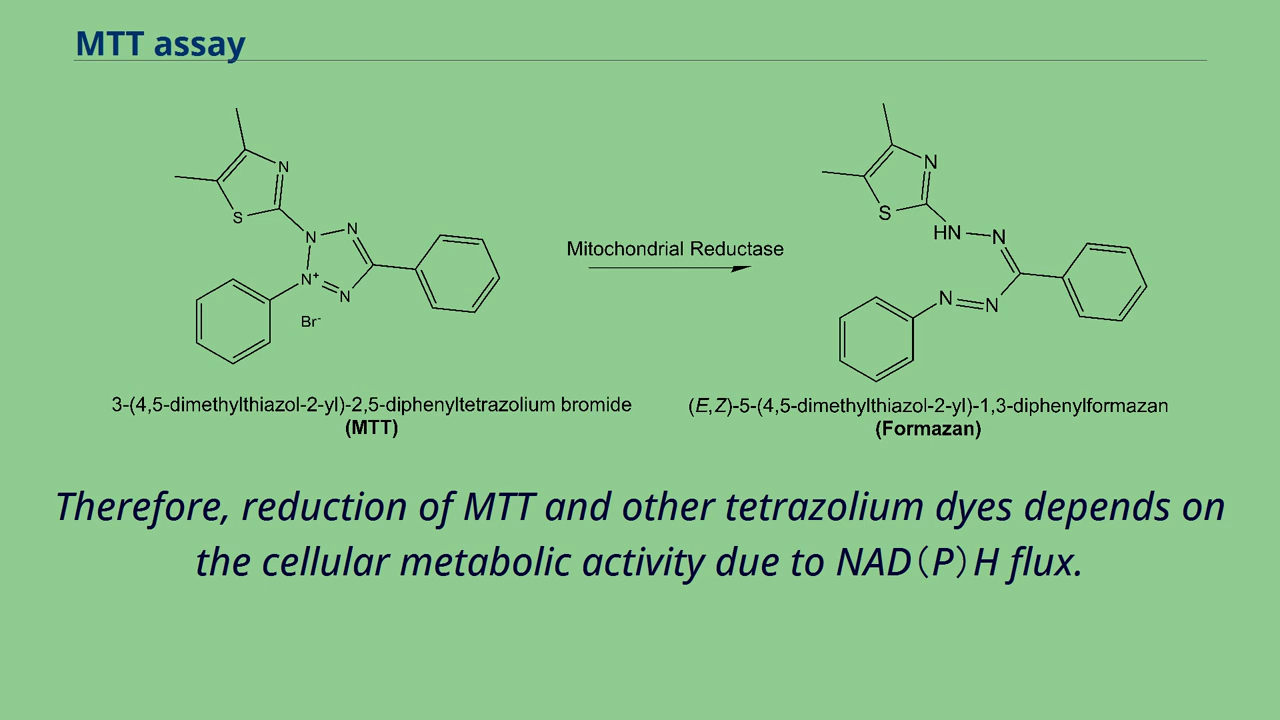 MTT assay
N
S
N
N
N⁺
N
Br⁻
Mitochondrial Reductase
N
S
HN
N
N
N
3-(4,5-dimethylthiazol-2-yl)-2,5-diphenyltetrazolium bromide
(MTT)
(E,Z)-5-(4,5-dimethylthiazol-2-yl)-1,3-diphenylformazan
(Formazan)
Therefore, reduction of MTT and other tetrazolium dyes depends on
the cellular metabolic activity due to NAD（P）H flux.